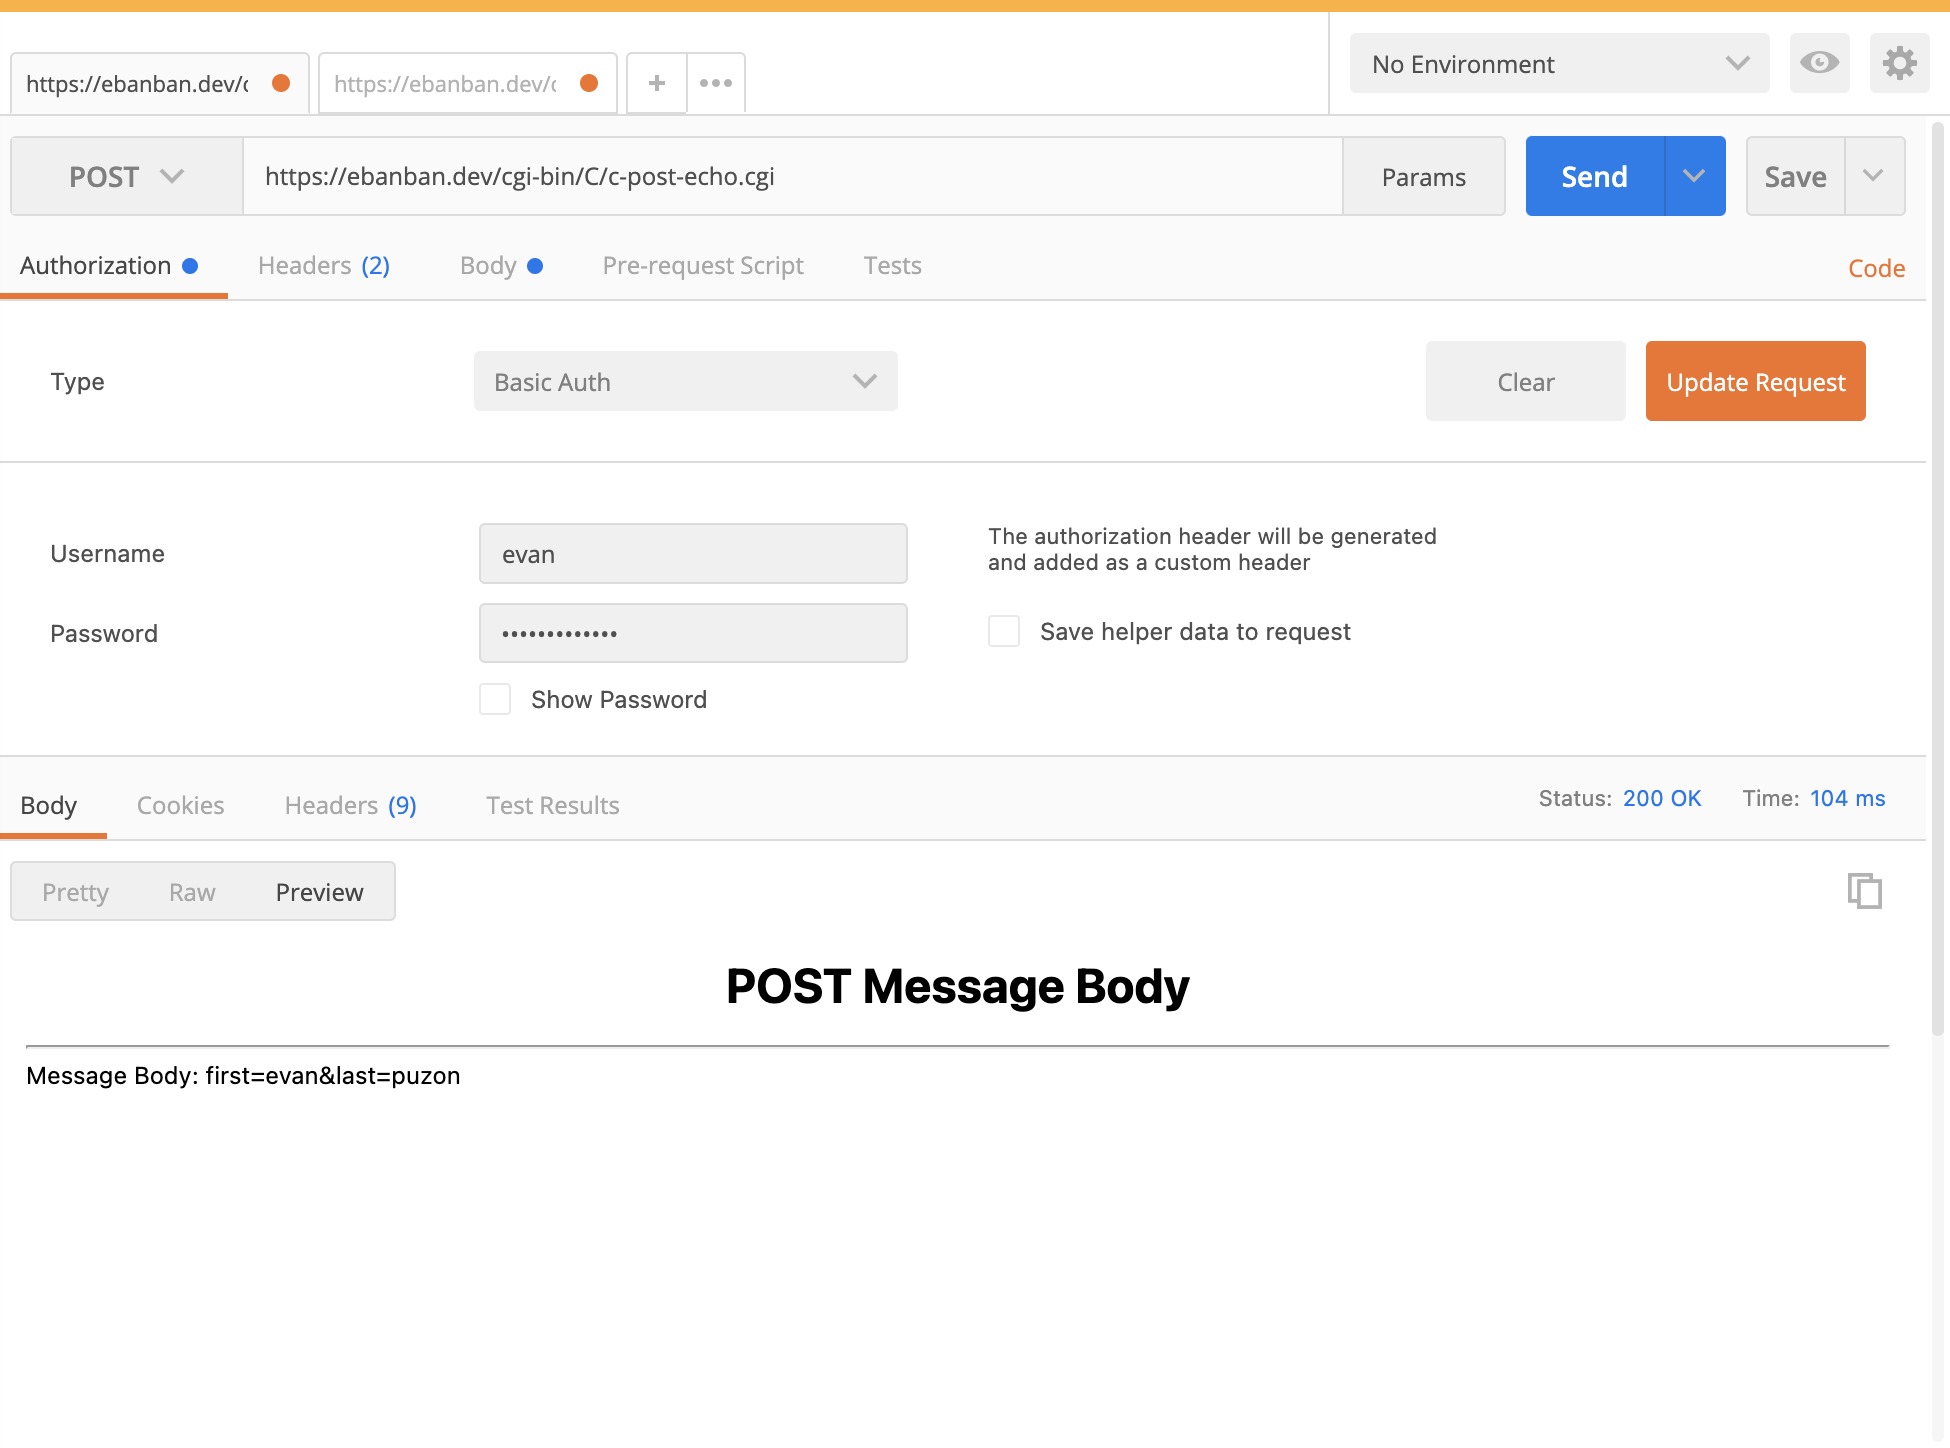 https://ebanban.dev/c
https://ebanban.dev/c
No Environment
POST
https://ebanban.dev/cgi-bin/C/c-post-echo.cgi
Params
Send
Save
Authorization
Headers (2)
Body
Pre-request Script
Tests
Code
Type
Basic Auth
Clear
Update Request
Username
evan
The authorization header will be generated
and added as a custom header
Password
•••••••••••••
Save helper data to request
Show Password
Body
Cookies
Headers (9)
Test Results
Status: 200 OK
Time: 104 ms
Pretty
Raw
Preview
POST Message Body
Message Body: first=evan&last=puzon